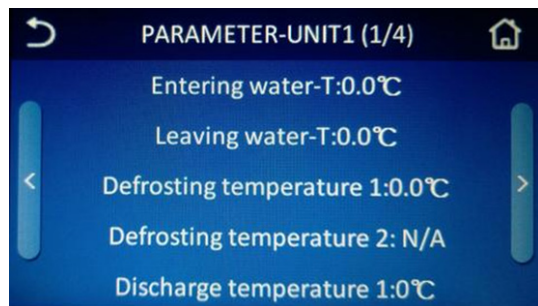 PARAMETER-UNIT1 (1/4)
Entering water-T:0.0℃
Leaving water-T:0.0℃
Defrosting temperature 1:0.0℃
Defrosting temperature 2: N/A
Discharge temperature 1:0℃